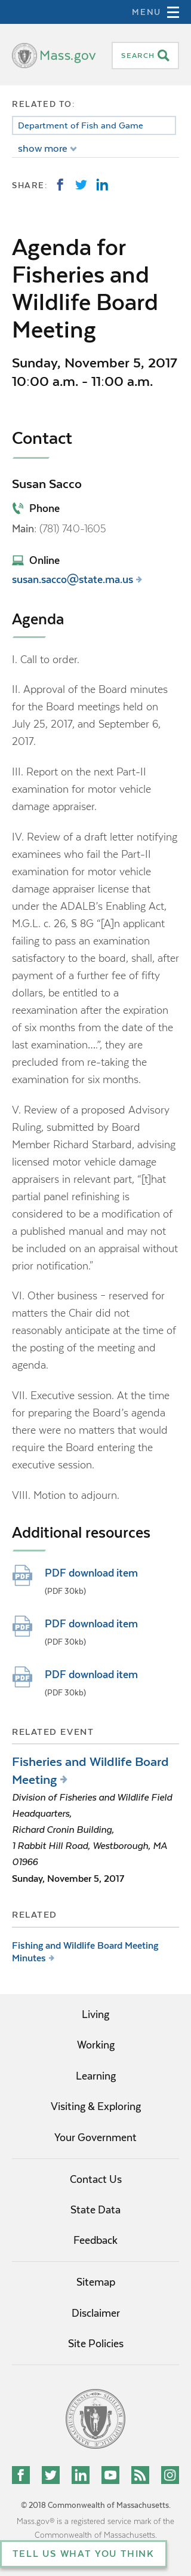 MENU
Mass.gov
SEARCH
RELATED TO:
Department of Fish and Game
show more
SHARE:
Agenda for
Fisheries and
Wildlife Board
Meeting
Sunday, November 5, 2017
10:00 a.m. - 11:00 a.m.
Contact
Susan Sacco
Phone
Main: (781) 740-1605
Online
susan.sacco@state.ma.us
Agenda
I. Call to order.
II. Approval of the Board minutes
for the Board meetings held on
July 25, 2017, and September 6,
2017.
III. Report on the next Part-II
examination for motor vehicle
damage appraiser.
IV. Review of a draft letter notifying
examinees who fail the Part-II
examination for motor vehicle
damage appraiser license that
under the ADALB’s Enabling Act,
M.G.L. c. 26, § 8G “[A]n applicant
failing to pass an examination
satisfactory to the board, shall, after
payment of a further fee of fifty
dollars, be entitled to a
reexamination after the expiration
of six months from the date of the
last examination....”, they are
precluded from re-taking the
examination for six months.
V. Review of a proposed Advisory
Ruling, submitted by Board
Member Richard Starbard, advising
licensed motor vehicle damage
appraisers in relevant part, “[t]hat
partial panel refinishing is
considered to be a modification of
a published manual and may not
be included on an appraisal without
prior negotiation.”
VI. Other business – reserved for
matters the Chair did not
reasonably anticipate at the time of
the posting of the meeting and
agenda.
VII. Executive session. At the time
for preparing the Board’s agenda
there were no matters that would
require the Board entering the
executive session.
VIII. Motion to adjourn.
Additional resources
PDF
PDF download item
(PDF 30kb)
PDF
PDF download item
(PDF 30kb)
PDF
PDF download item
(PDF 30kb)
RELATED EVENT
Fisheries and Wildlife Board
Meeting
Division of Fisheries and Wildlife Field
Headquarters,
Richard Cronin Building,
1 Rabbit Hill Road, Westborough, MA
01966
Sunday, November 5, 2017
RELATED
Fishing and Wildlife Board Meeting
Minutes
Living
Working
Learning
Visiting & Exploring
Your Government
Contact Us
State Data
Feedback
Sitemap
Disclaimer
Site Policies
© 2018 Commonwealth of Massachusetts.
Mass.gov® is a registered service mark of the
Commonwealth of Massachusetts.
TELL US WHAT YOU THINK